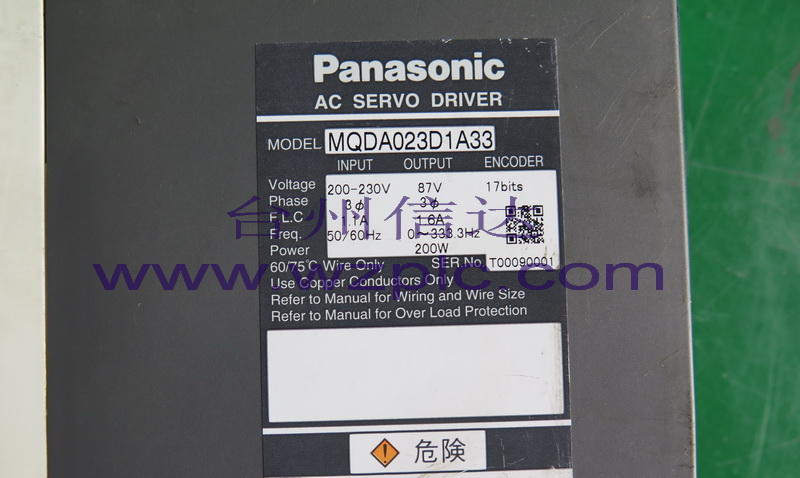 Panasonic
AC SERVO DRIVER
MODEL MQDA023D1A33
INPUT OUTPUT ENCODER
Voltage 200-230V 87V 17bits
Phase 3ϕ 3ϕ
F.L.C 1.1A 1.6A
Freq. 50/60Hz 0~333.3Hz
Power 200W
60/75℃ Wire Only SER.No. T00090001
Use Copper Conductors Only
Refer to Manual for Wiring and Wire Size
Refer to Manual for Over Load Protection
危険
台州信达
www.wzplc.com